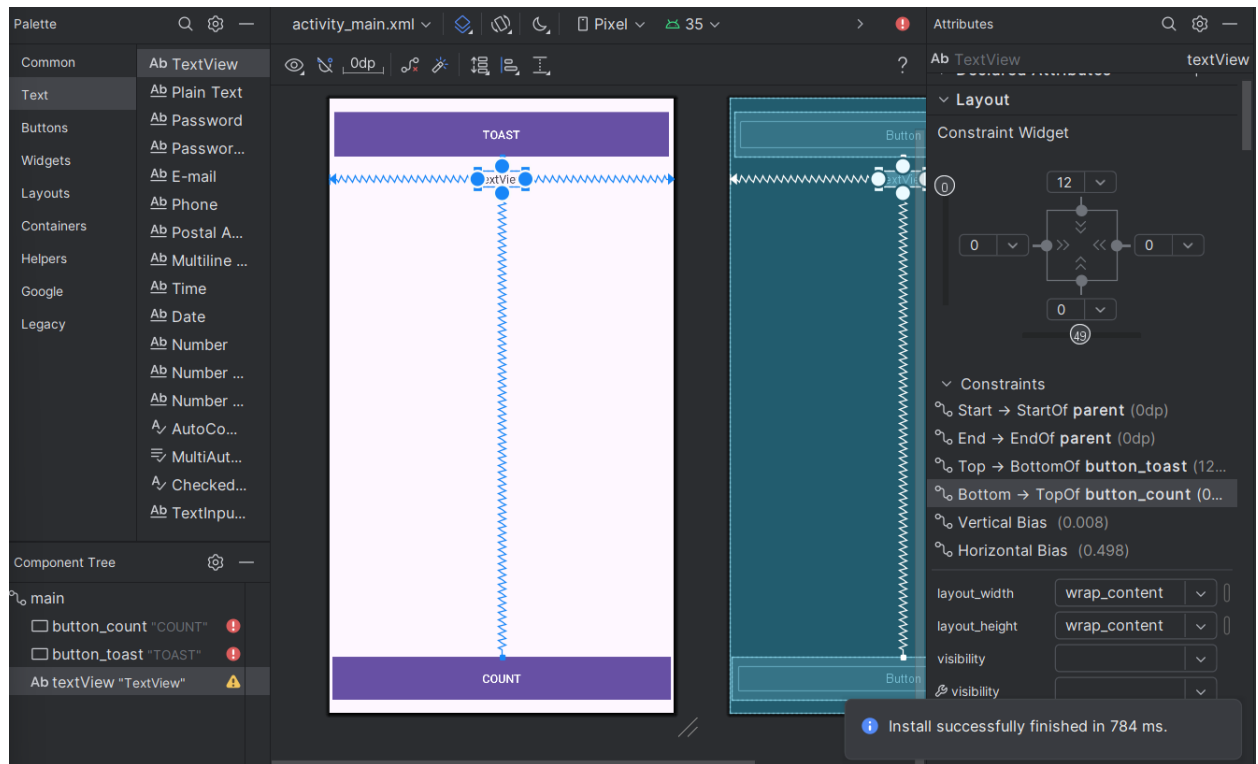 Palette
Common
Text
Buttons
Widgets
Layouts
Containers
Helpers
Google
Legacy
Ab TextView
Ab Plain Text
Ab Password
Ab Passwor...
Ab E-mail
Ab Phone
Ab Postal A...
Ab Multiline ...
Ab Time
Ab Date
Ab Number
Ab Number ...
Ab Number ...
AutoCo...
MultiAut...
Checked...
Ab TextInpu...
Component Tree
main
button_count "COUNT"
button_toast "TOAST"
Ab textView "TextView"
activity_main.xml
Pixel
35
0dp
?
TOAST
extVie
COUNT
Button
Button
Attributes
Ab TextView textView
Declared Attributes
Layout
Constraint Widget
0
12
0
0
0
49
Constraints
Start → StartOf parent (0dp)
End → EndOf parent (0dp)
Top → BottomOf button_toast (12...
Bottom → TopOf button_count (0...
Vertical Bias (0.008)
Horizontal Bias (0.498)
layout_width wrap_content
layout_height wrap_content
visibility
visibility
Install successfully finished in 784 ms.